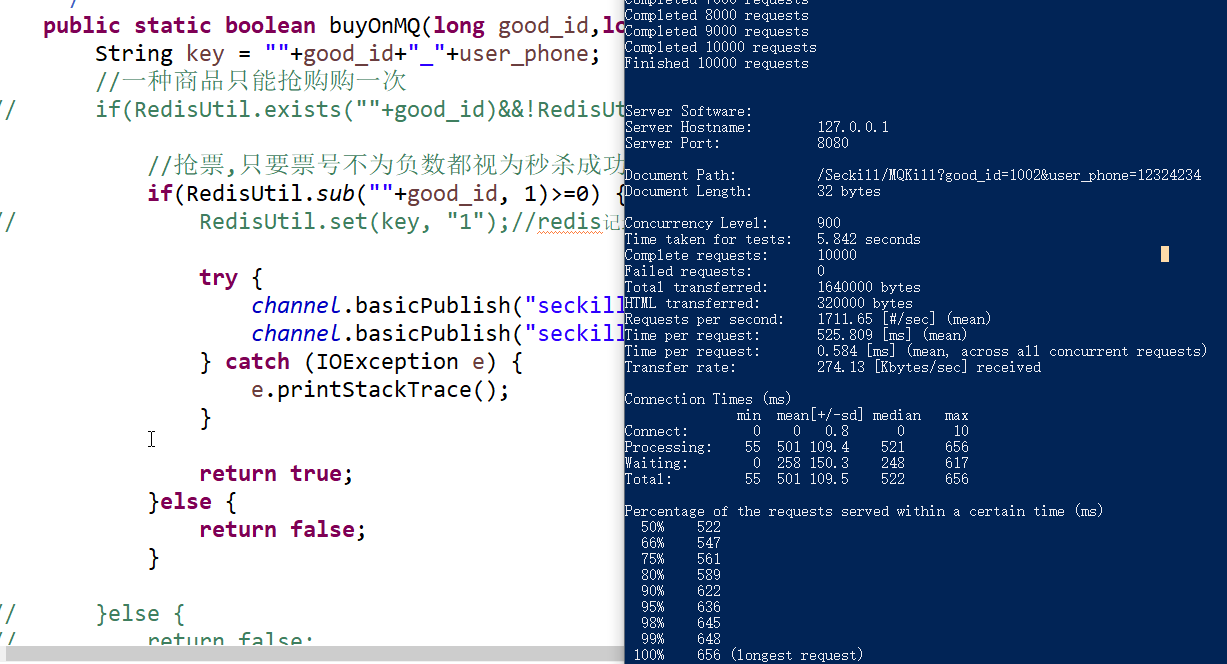 public static boolean buyOnMQ(long good_id,lo
String key = ""+good_id+"_"+user_phone;
//一种商品只能抢购购一次
// if(RedisUtil.exists(""+good_id)&&!RedisUt
//抢票,只要票号不为负数都视为秒杀成功
if(RedisUtil.sub(""+good_id, 1)>=0) {
// RedisUtil.set(key, "1");//redis记
try {
channel.basicPublish("seckill
channel.basicPublish("seckill
} catch (IOException e) {
e.printStackTrace();
}
return true;
}else {
return false;
}
// }else {
// return false;
Completed 7000 requests
Completed 8000 requests
Completed 9000 requests
Completed 10000 requests
Finished 10000 requests
Server Software:
Server Hostname: 127.0.0.1
Server Port: 8080
Document Path: /Seckill/MQKill?good_id=1002&user_phone=12324234
Document Length: 32 bytes
Concurrency Level: 900
Time taken for tests: 5.842 seconds
Complete requests: 10000
Failed requests: 0
Total transferred: 1640000 bytes
HTML transferred: 320000 bytes
Requests per second: 1711.65 [#/sec] (mean)
Time per request: 525.809 [ms] (mean)
Time per request: 0.584 [ms] (mean, across all concurrent requests)
Transfer rate: 274.13 [Kbytes/sec] received
Connection Times (ms)
min mean[+/-sd] median max
Connect: 0 0 0.8 0 10
Processing: 55 501 109.4 521 656
Waiting: 0 258 150.3 248 617
Total: 55 501 109.5 522 656
Percentage of the requests served within a certain time (ms)
50% 522
66% 547
75% 561
80% 589
90% 622
95% 636
98% 645
99% 648
100% 656 (longest request)